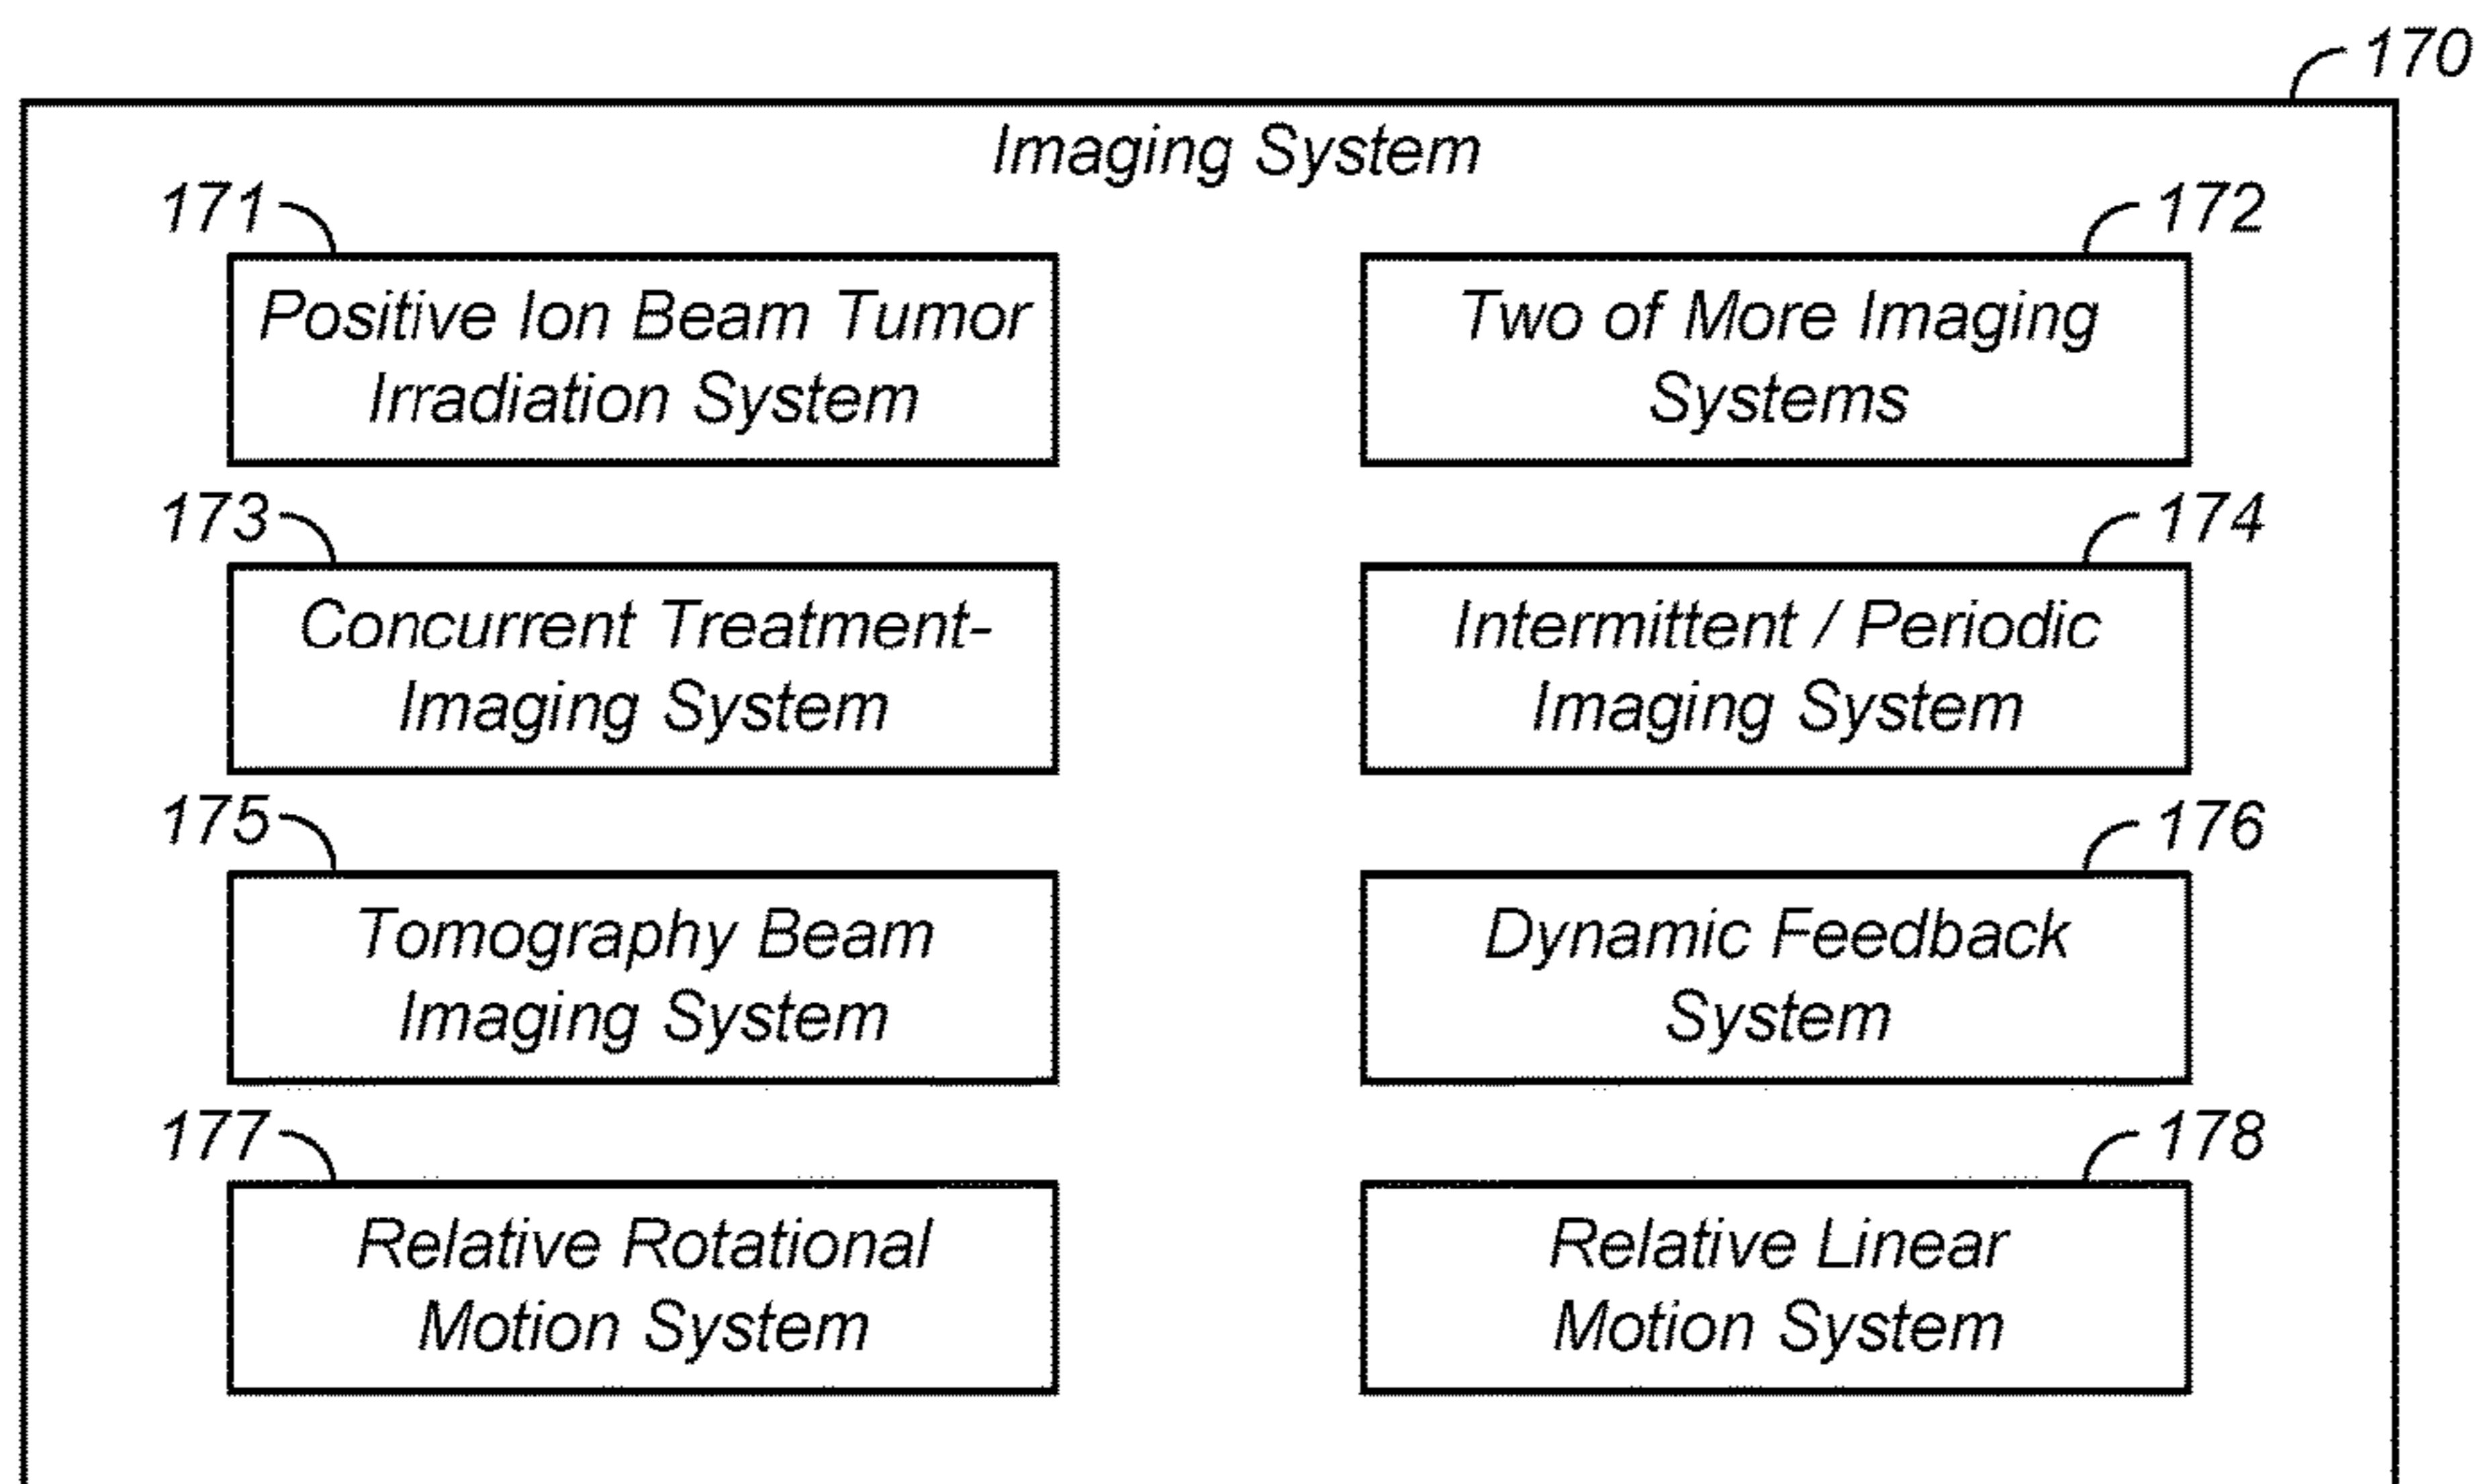 170
Imaging System
171
172
Positive Ion Beam Tumor
Irradiation System
Two of More Imaging
Systems
173
174
Concurrent Treatment-
Imaging System
Intermittent / Periodic
Imaging System
175
176
Tomography Beam
Imaging System
Dynamic Feedback
System
177
178
Relative Rotational
Motion System
Relative Linear
Motion System